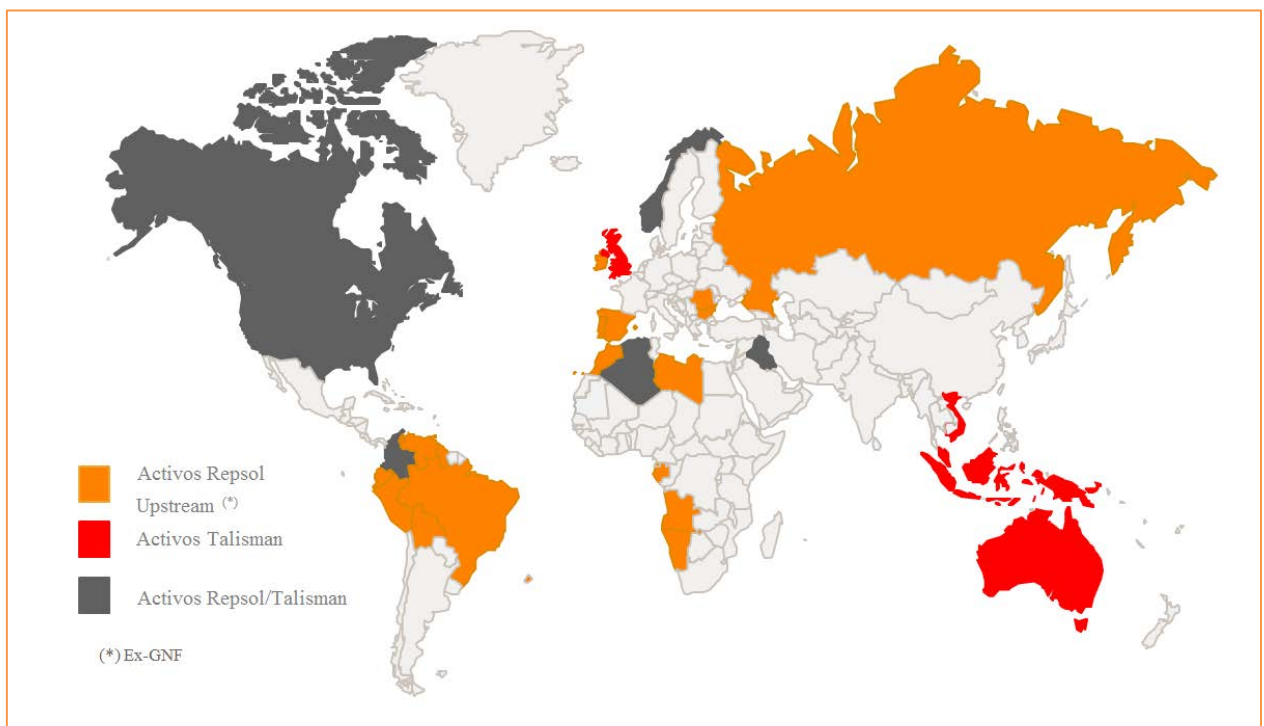 Activos Repsol
Upstream (*)
Activos Talisman
Activos Repsol/Talisman
(*) Ex-GNF